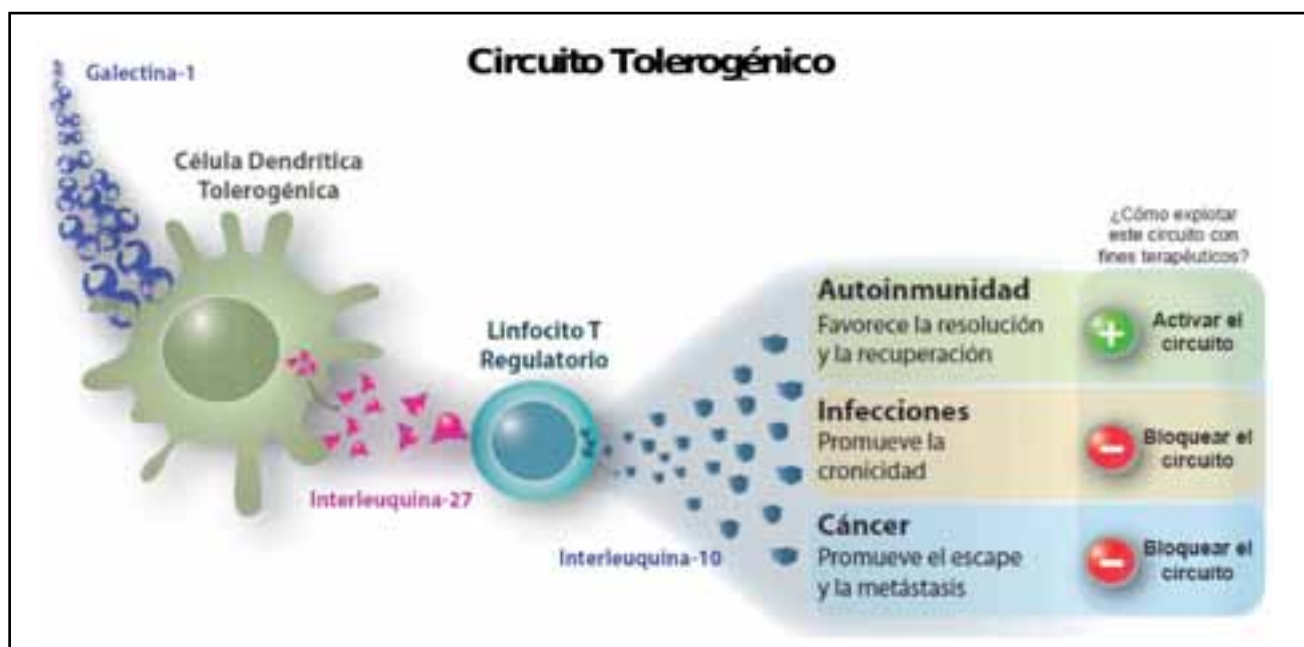 Circuito Tolerogénico
Galectina-1
Célula Dendrítica
Tolerogénica
Interleuquina-27
Linfocito T
Regulatorio
Interleuquina-10
¿Cómo explotar
este circuito con
fines terapéuticos?
Autoinmunidad
Favorece la resolución
y la recuperación
Activar el
circuito
Infecciones
Promueve la
cronicidad
Bloquear el
circuito
Cáncer
Promueve el escape
y la metástasis
Bloquear el
circuito